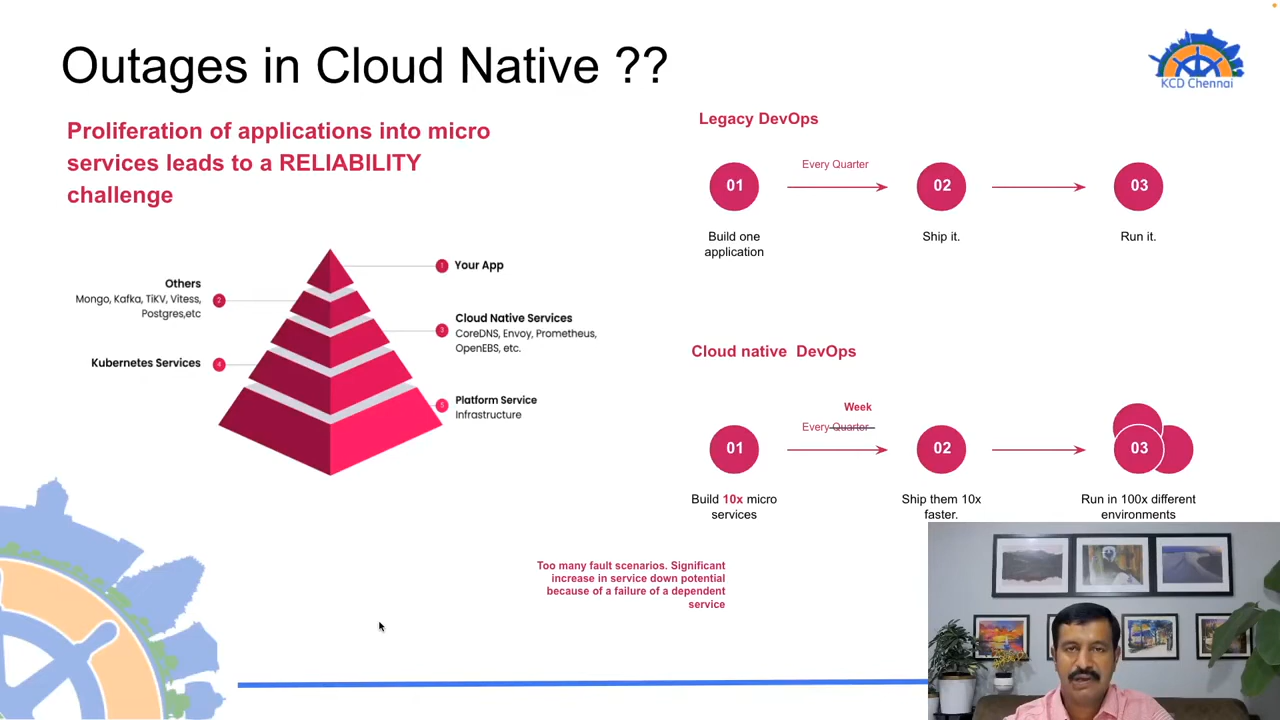 Outages in Cloud Native ??
KCD Chennai
Proliferation of applications into micro
services leads to a RELIABILITY
challenge
1
Your App
Others
Mongo, Kafka, TiKV, Vitess,
Postgres,etc
2
3
Cloud Native Services
CoreDNS, Envoy, Prometheus,
OpenEBS, etc.
Kubernetes Services
4
5
Platform Service
Infrastructure
Legacy DevOps
Every Quarter
01
02
03
Build one
application
Ship it.
Run it.
Cloud native DevOps
Week
Every Quarter
01
02
03
Build 10x micro
services
Ship them 10x
faster.
Run in 100x different
environments
Too many fault scenarios. Significant
increase in service down potential
because of a failure of a dependent
service